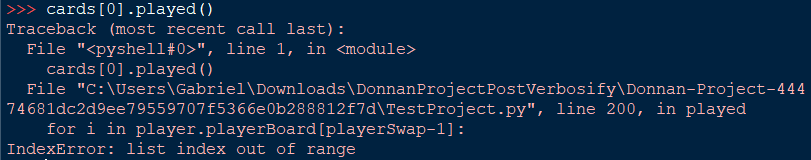 >>> cards[0].played()
Traceback (most recent call last):
  File "<pyshell#0>", line 1, in <module>
    cards[0].played()
  File "C:\Users\Gabriel\Downloads\DonnanProjectPostVerbosify\Donnan-Project-444
74681dc2d9ee79559707f5366e0b288812f7d\TestProject.py", line 200, in played
    for i in player.playerBoard[playerSwap-1]:
IndexError: list index out of range